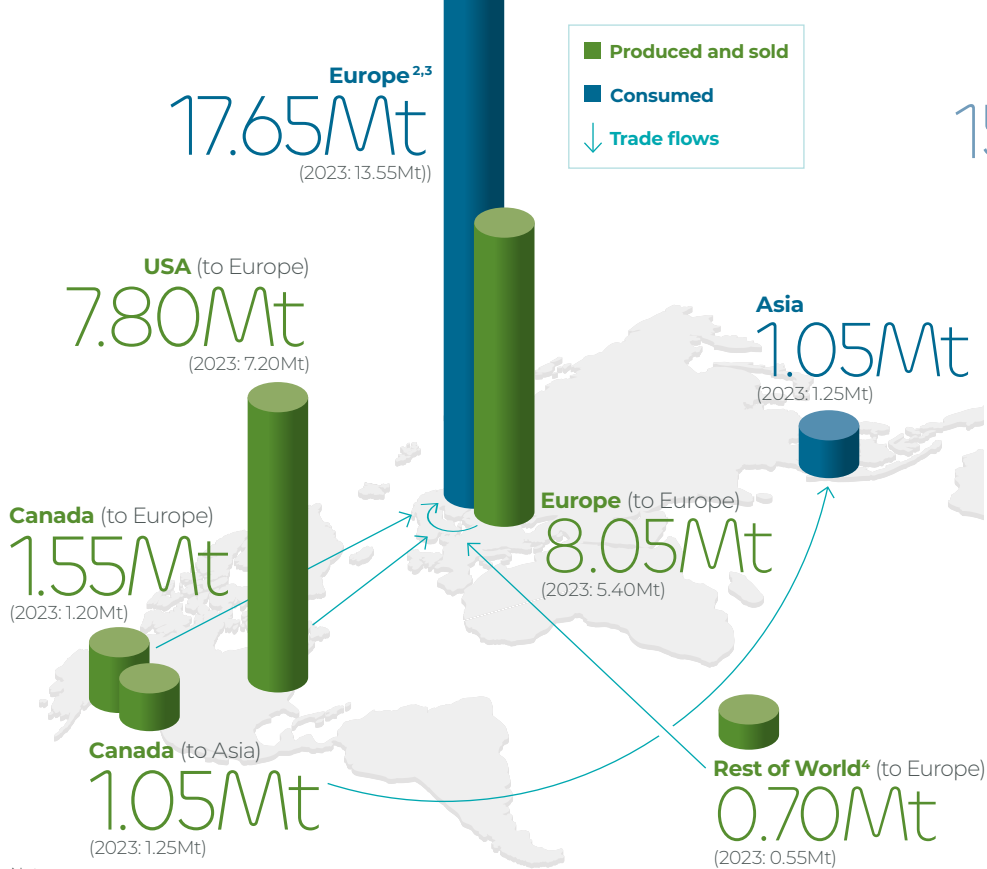 Europe 2,3
17.65Mt
(2023: 13.55Mt))
Produced and sold
Consumed
Trade flows
USA (to Europe)
7.80Mt
(2023: 7.20Mt)
Asia
1.05Mt
(2023: 1.25Mt)
Canada (to Europe)
1.55Mt
(2023: 1.20Mt)
Europe (to Europe)
8.05Mt
(2023: 5.40Mt)
Canada (to Asia)
1.05Mt
(2023: 1.25Mt)
Rest of World4 (to Europe)
0.70Mt
(2023: 0.55Mt)